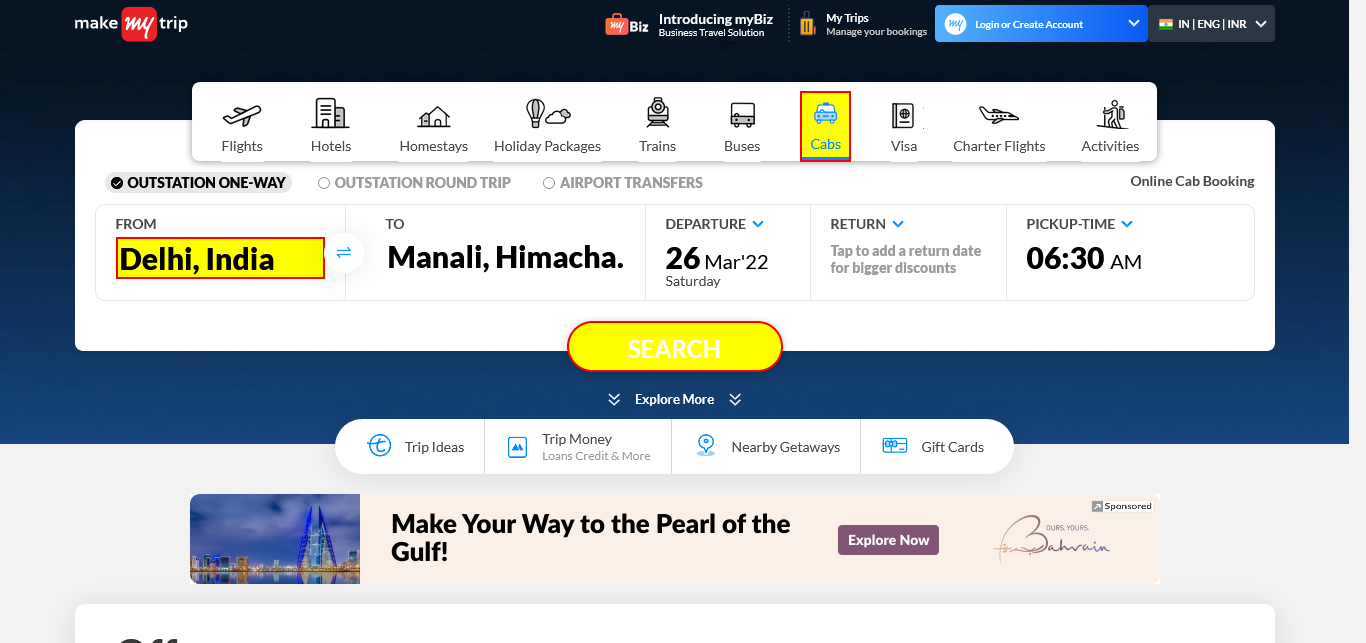 make my trip
my Biz
Introducing myBiz
Business Travel Solution
My Trips
Manage your bookings
my Login or Create Account
IN | ENG | INR
Flights
Hotels
Homestays
Holiday Packages
Trains
Buses
Cabs
Visa
Charter Flights
Activities
OUTSTATION ONE-WAY
OUTSTATION ROUND TRIP
AIRPORT TRANSFERS
Online Cab Booking
FROM
Delhi, India
TO
Manali, Himacha.
DEPARTURE
26 Mar'22
Saturday
RETURN
Tap to add a return date
for bigger discounts
PICKUP-TIME
06:30 AM
SEARCH
Explore More
Trip Ideas
Trip Money
Loans Credit & More
Nearby Getaways
Gift Cards
Make Your Way to the Pearl of the
Gulf!
Explore Now
Sponsored
OURS. YOURS.
Bahrain